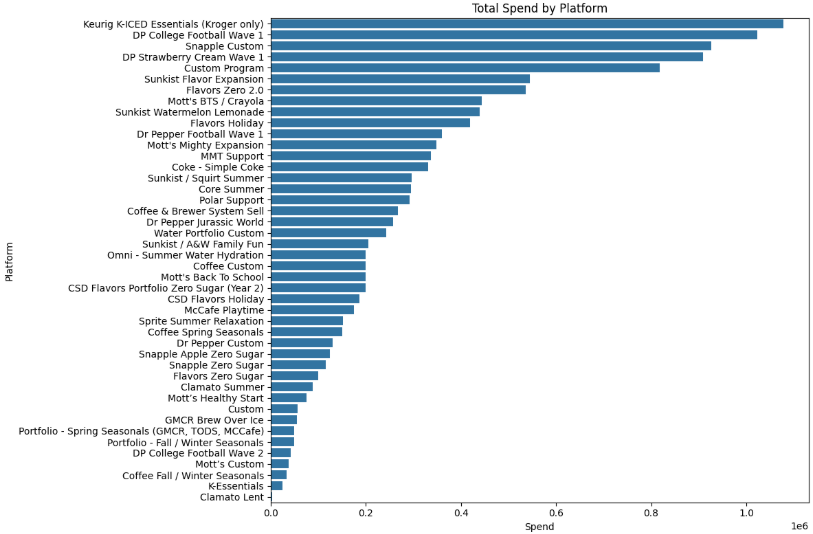 Total Spend by Platform
Keurig K-ICED Essentials (Kroger only)
DP College Football Wave 1
Snapple Custom
DP Strawberry Cream Wave 1
Custom Program
Sunkist Flavor Expansion
Flavors Zero 2.0
Mott's BTS / Crayola
Sunkist Watermelon Lemonade
Flavors Holiday
Dr Pepper Football Wave 1
Mott's Mighty Expansion
MMT Support
Coke - Simple Coke
Sunkist / Squirt Summer
Core Summer
Polar Support
Coffee & Brewer System Sell
Dr Pepper Jurassic World
Water Portfolio Custom
Sunkist / A&W Family Fun
Omni - Summer Water Hydration
Coffee Custom
Mott's Back To School
CSD Flavors Portfolio Zero Sugar (Year 2)
CSD Flavors Holiday
McCafe Playtime
Sprite Summer Relaxation
Coffee Spring Seasonals
Dr Pepper Custom
Snapple Apple Zero Sugar
Snapple Zero Sugar
Flavors Zero Sugar
Clamato Summer
Mott’s Healthy Start
Custom
GMCR Brew Over Ice
Portfolio - Spring Seasonals (GMCR, TODS, MCCafe)
Portfolio - Fall / Winter Seasonals
DP College Football Wave 2
Mott’s Custom
Coffee Fall / Winter Seasonals
K-Essentials
Clamato Lent
Platform
0.0 0.2 0.4 0.6 0.8 1.0
Spend
1e6